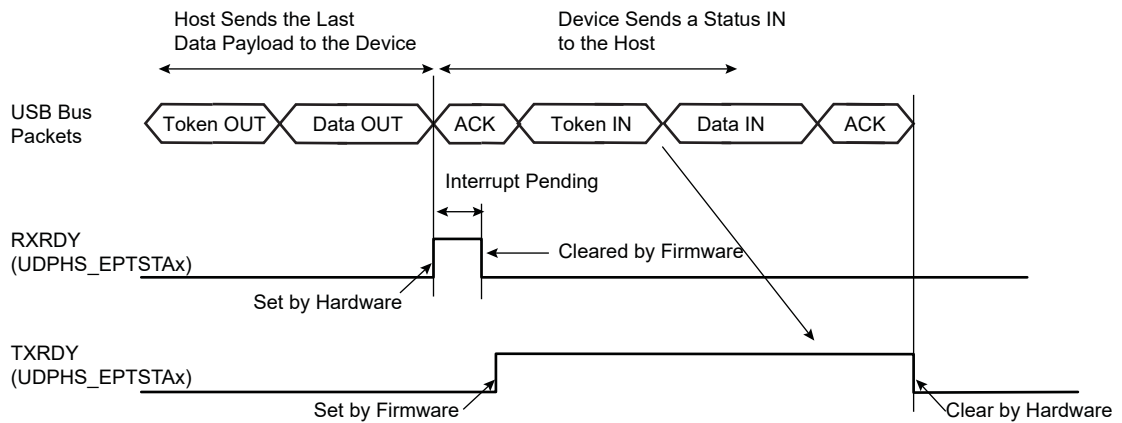 Host Sends the Last
Data Payload to the Device
Device Sends a Status IN
to the Host
USB Bus
Packets
Token OUT
Data OUT
ACK
Token IN
Data IN
ACK
Interrupt Pending
RXRDY
(UDPHS_EPTSTAx)
Cleared by Firmware
Set by Hardware
TXRDY
(UDPHS_EPTSTAx)
Set by Firmware
Clear by Hardware